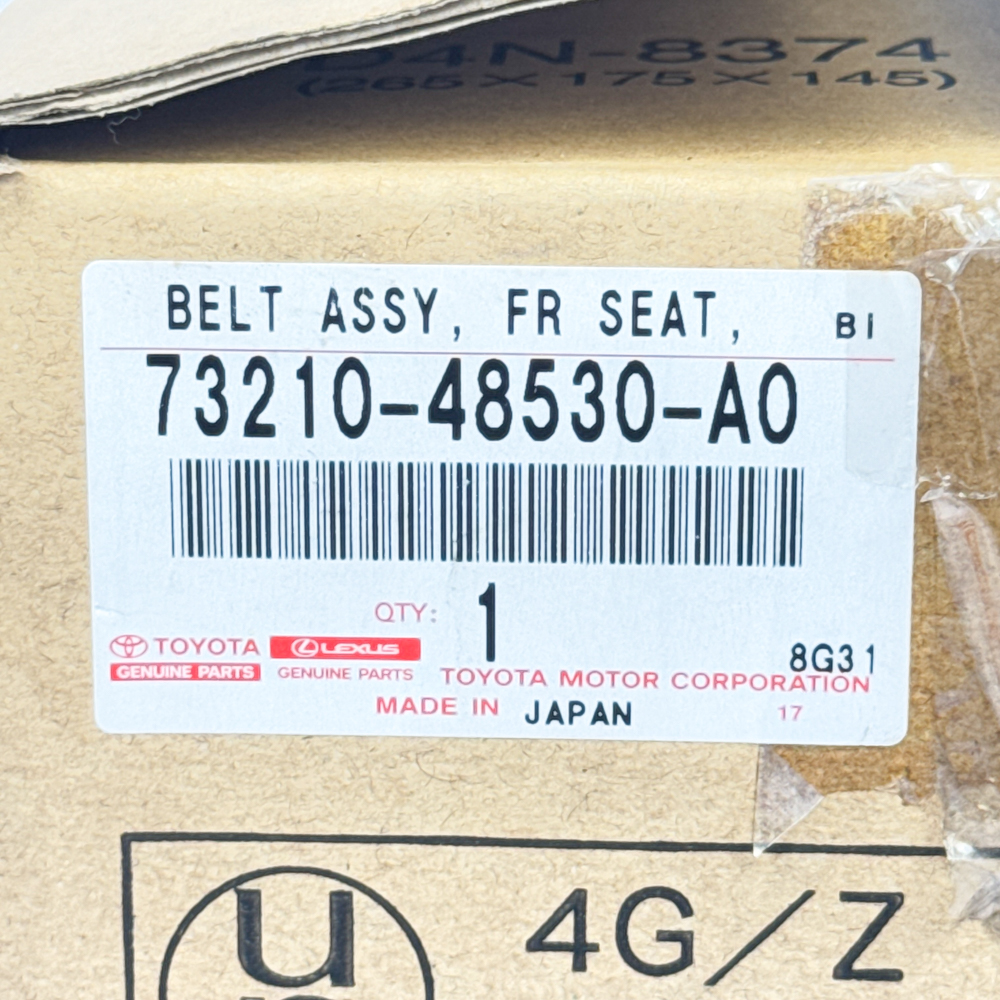 D4N-8374
(265×175×145)
BELT ASSY, FR SEAT, BI
73210-48530-A0
QTY: 1
TOYOTA LEXUS 8G31
GENUINE PARTS GENUINE PARTS TOYOTA MOTOR CORPORATION
MADE IN JAPAN 17
u 4G/Z